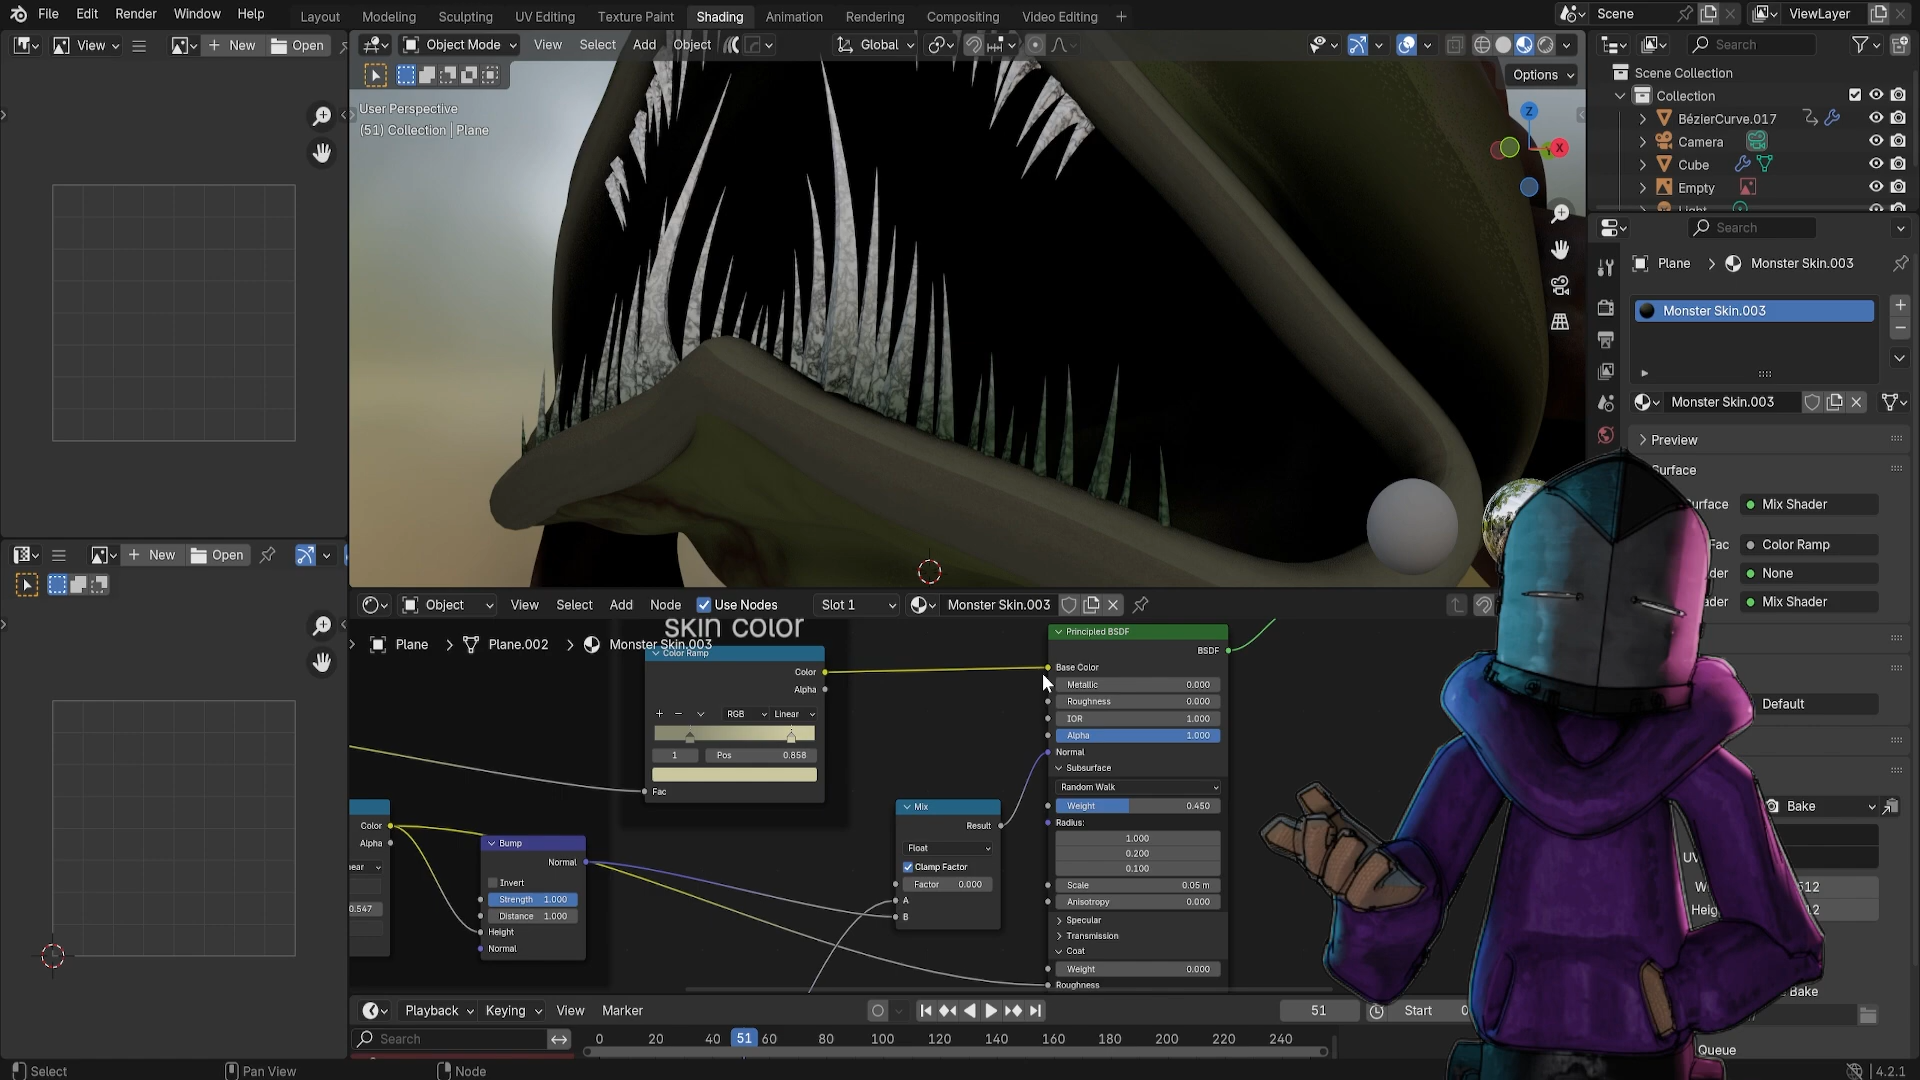 File Edit Render Window Help
Layout Modeling Sculpting UV Editing Texture Paint Shading Animation Rendering Compositing Video Editing +
Scene ViewLayer
View New Open
Object Mode View Select Add Object Global
Search
Options
User Perspective
(51) Collection | Plane
Z
X
Scene Collection
Collection
BézierCurve.017
Camera
Cube
Empty
Search
Plane > Monster Skin.003
Monster Skin.003
Monster Skin.003
Preview
Surface
Mix Shader
Fac Color Ramp
None
Mix Shader
Default
Bake
Bake
Queue
New Open
Object View Select Add Node Use Nodes Slot 1 Monster Skin.003
skin color
Plane > Plane.002 > Monster Skin.003
Color Ramp
Color
Alpha
RGB Linear
1 Pos 0.858
Fac
Color
Alpha
0.547
Bump
Normal
Invert
Strength 1.000
Distance 1.000
Height
Normal
Mix
Result
Float
Clamp Factor
Factor 0.000
A
B
Principled BSDF
BSDF
Base Color
Metallic 0.000
Roughness 0.000
IOR 1.000
Alpha 1.000
Normal
Subsurface
Random Walk
Weight 0.450
Radius:
1.000
0.200
0.100
Scale 0.05 m
Anisotropy 0.000
Specular
Transmission
Coat
Weight 0.000
Roughness
Playback Keying View Marker
51 Start
Search
0 20 40 51 60 80 100 120 140 160 180 200 220 240
Select Pan View Node
4.2.1